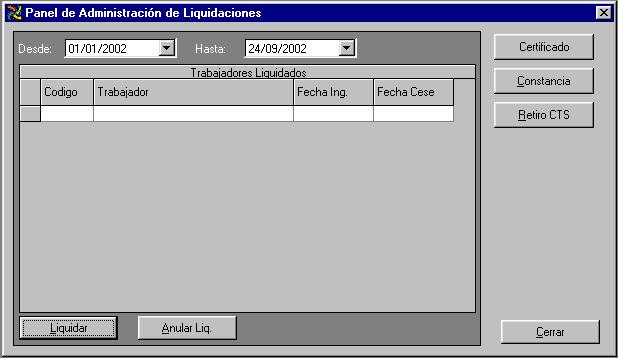 Panel de Administración de Liquidaciones
Desde: 01/01/2002 Hasta: 24/09/2002
Certificado
Trabajadores Liquidados
Constancia
Codigo Trabajador Fecha Ing. Fecha Cese
Retiro CTS
Liquidar Anular Liq.
Cerrar